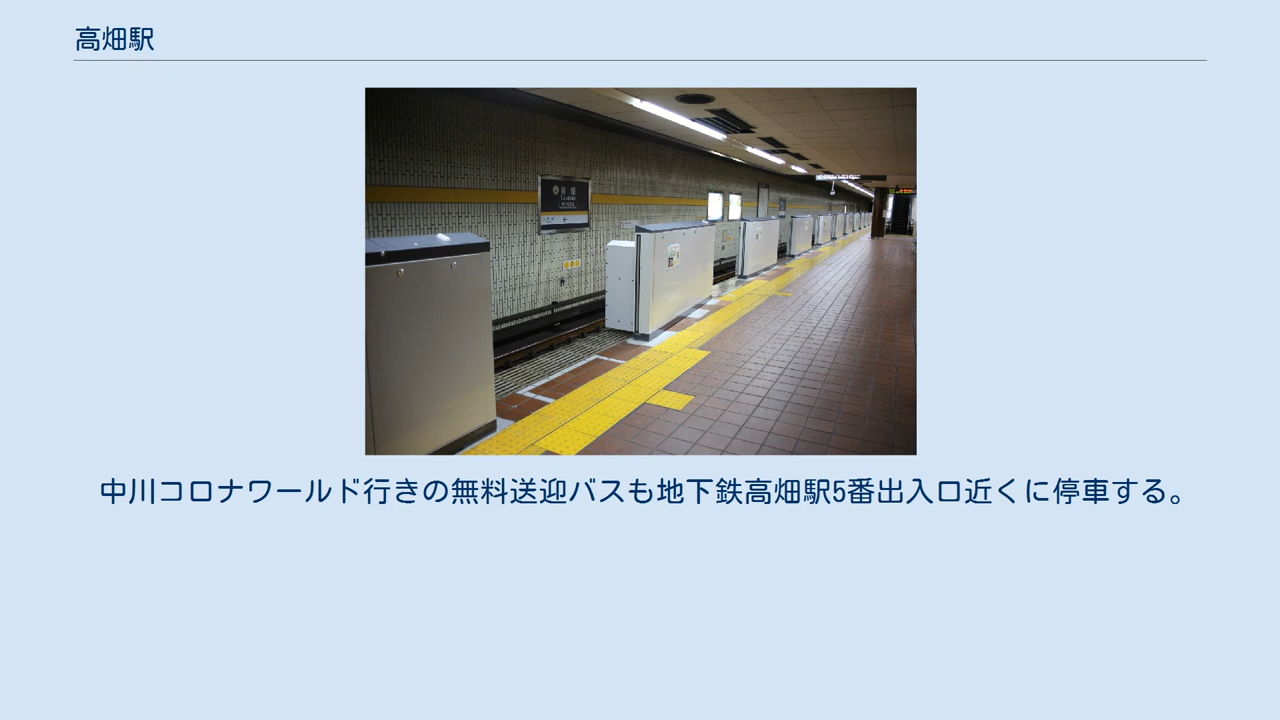 高畑駅
高畑
中川コロナワールド行きの無料送迎バスも地下鉄高畑駅5番出入口近くに停車する。